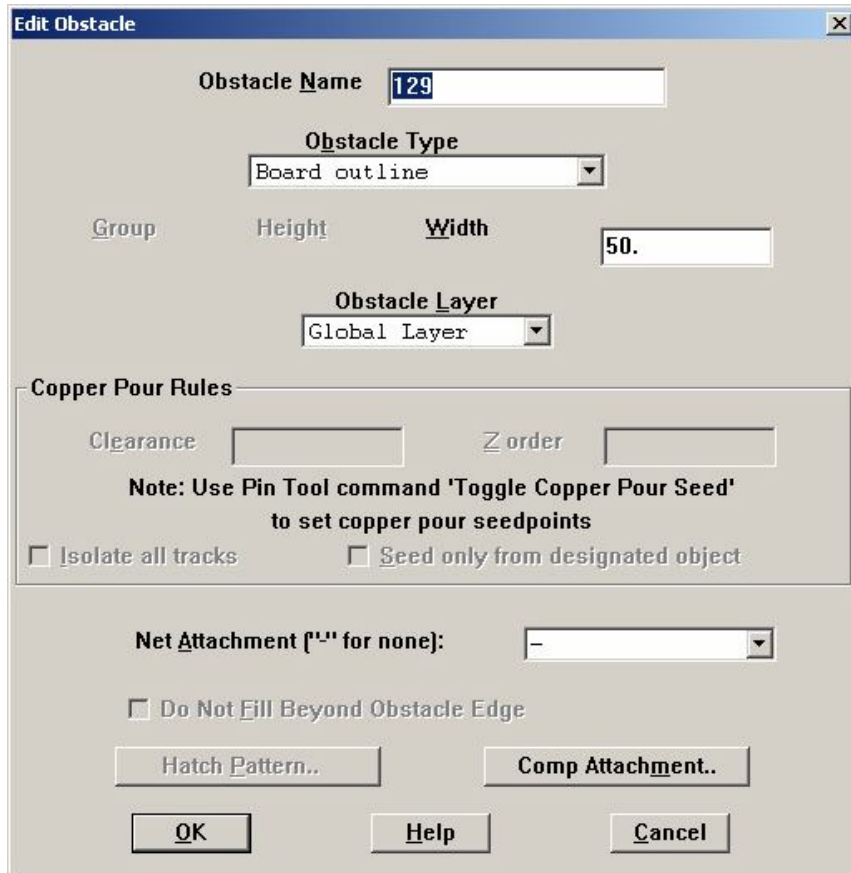 Edit Obstacle
Obstacle Name 129
Obstacle Type
Board outline
Group Height Width 50.
Obstacle Layer
Global Layer
Copper Pour Rules
Clearance Z order
Note: Use Pin Tool command 'Toggle Copper Pour Seed'
to set copper pour seedpoints
Isolate all tracks Seed only from designated object
Net Attachment ("-" for none): -
Do Not Fill Beyond Obstacle Edge
Hatch Pattern.. Comp Attachment..
OK Help Cancel